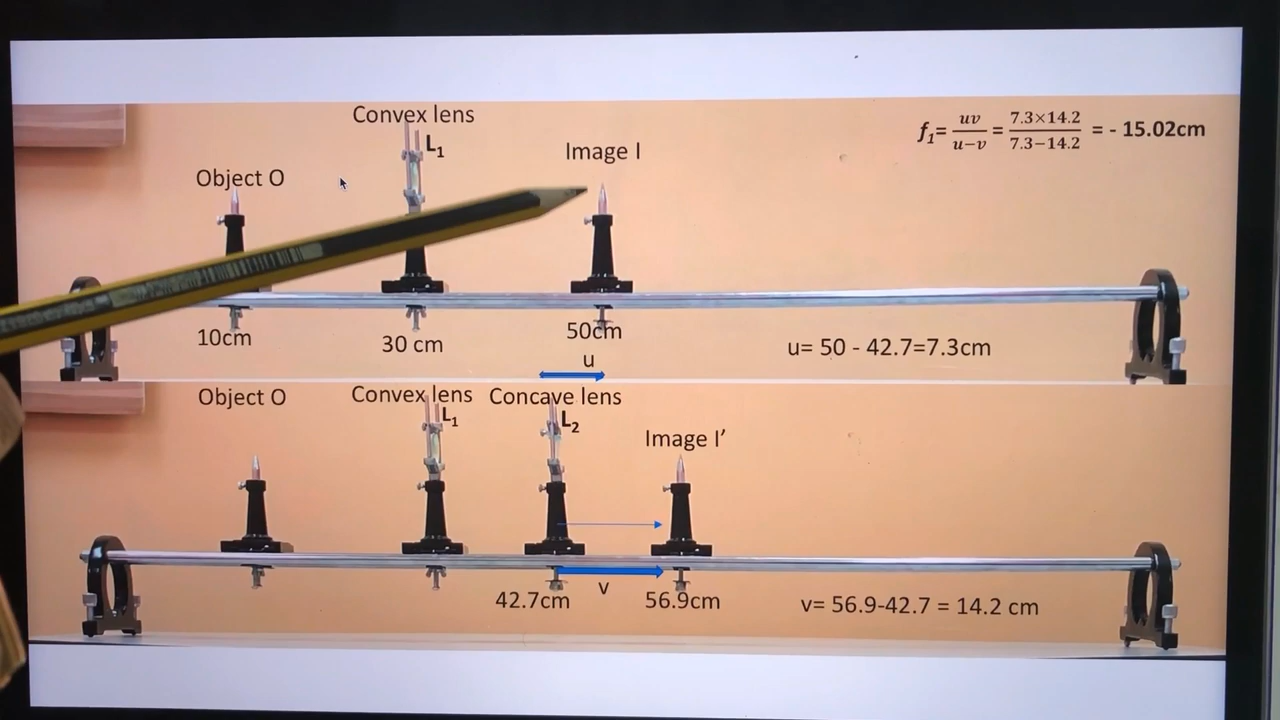 Convex lens
L₁
Image I
Object O
f₁= uv/u−v = 7.3×14.2/7.3−14.2 = - 15.02cm
10cm
30 cm
50cm
u
u= 50 - 42.7=7.3cm
Object O
Convex lens
L₁
Concave lens
L₂
Image I’
42.7cm
v
56.9cm
v= 56.9-42.7 = 14.2 cm